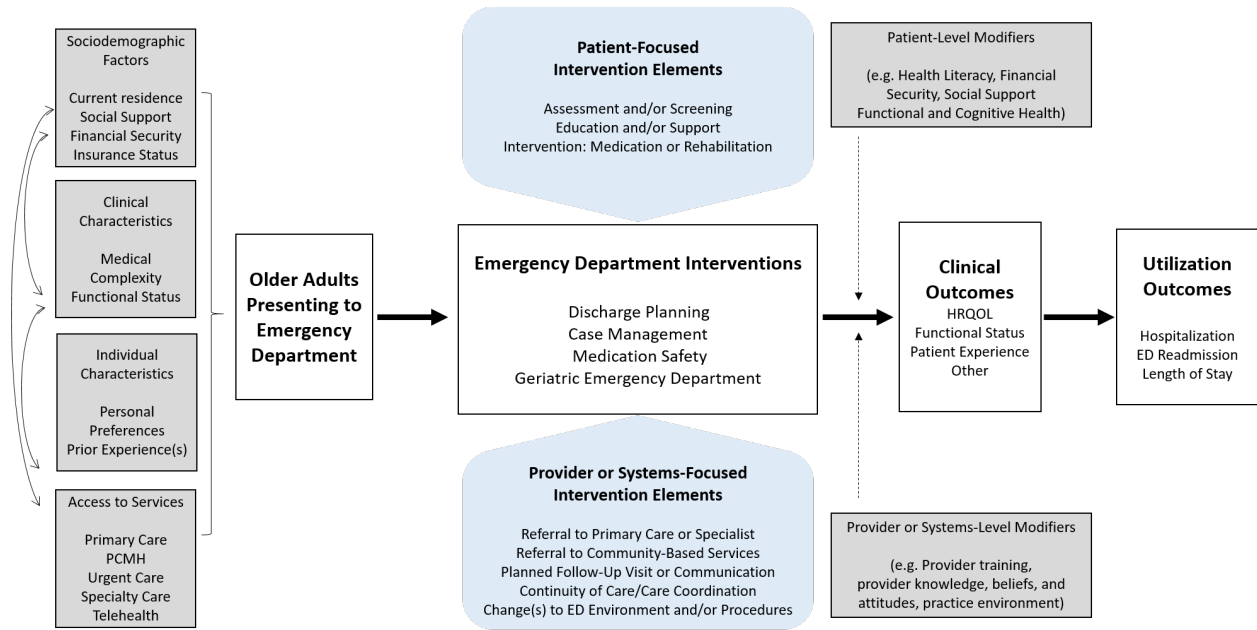 Sociodemographic
Factors
Current residence
Social Support
Financial Security
Insurance Status
Clinical
Characteristics
Medical
Complexity
Functional Status
Individual
Characteristics
Personal
Preferences
Prior Experience(s)
Access to Services
Primary Care
PCMH
Urgent Care
Specialty Care
Telehealth
Older Adults
Presenting to
Emergency
Department
Patient-Focused
Intervention Elements
Assessment and/or Screening
Education and/or Support
Intervention: Medication or Rehabilitation
Emergency Department Interventions
Discharge Planning
Case Management
Medication Safety
Geriatric Emergency Department
Provider or Systems-Focused
Intervention Elements
Referral to Primary Care or Specialist
Referral to Community-Based Services
Planned Follow-Up Visit or Communication
Continuity of Care/Care Coordination
Change(s) to ED Environment and/or Procedures
Patient-Level Modifiers
(e.g. Health Literacy, Financial
Security, Social Support
Functional and Cognitive Health)
Clinical
Outcomes
HRQOL
Functional Status
Patient Experience
Other
Provider or Systems-Level Modifiers
(e.g. Provider training,
provider knowledge, beliefs, and
attitudes, practice environment)
Utilization
Outcomes
Hospitalization
ED Readmission
Length of Stay